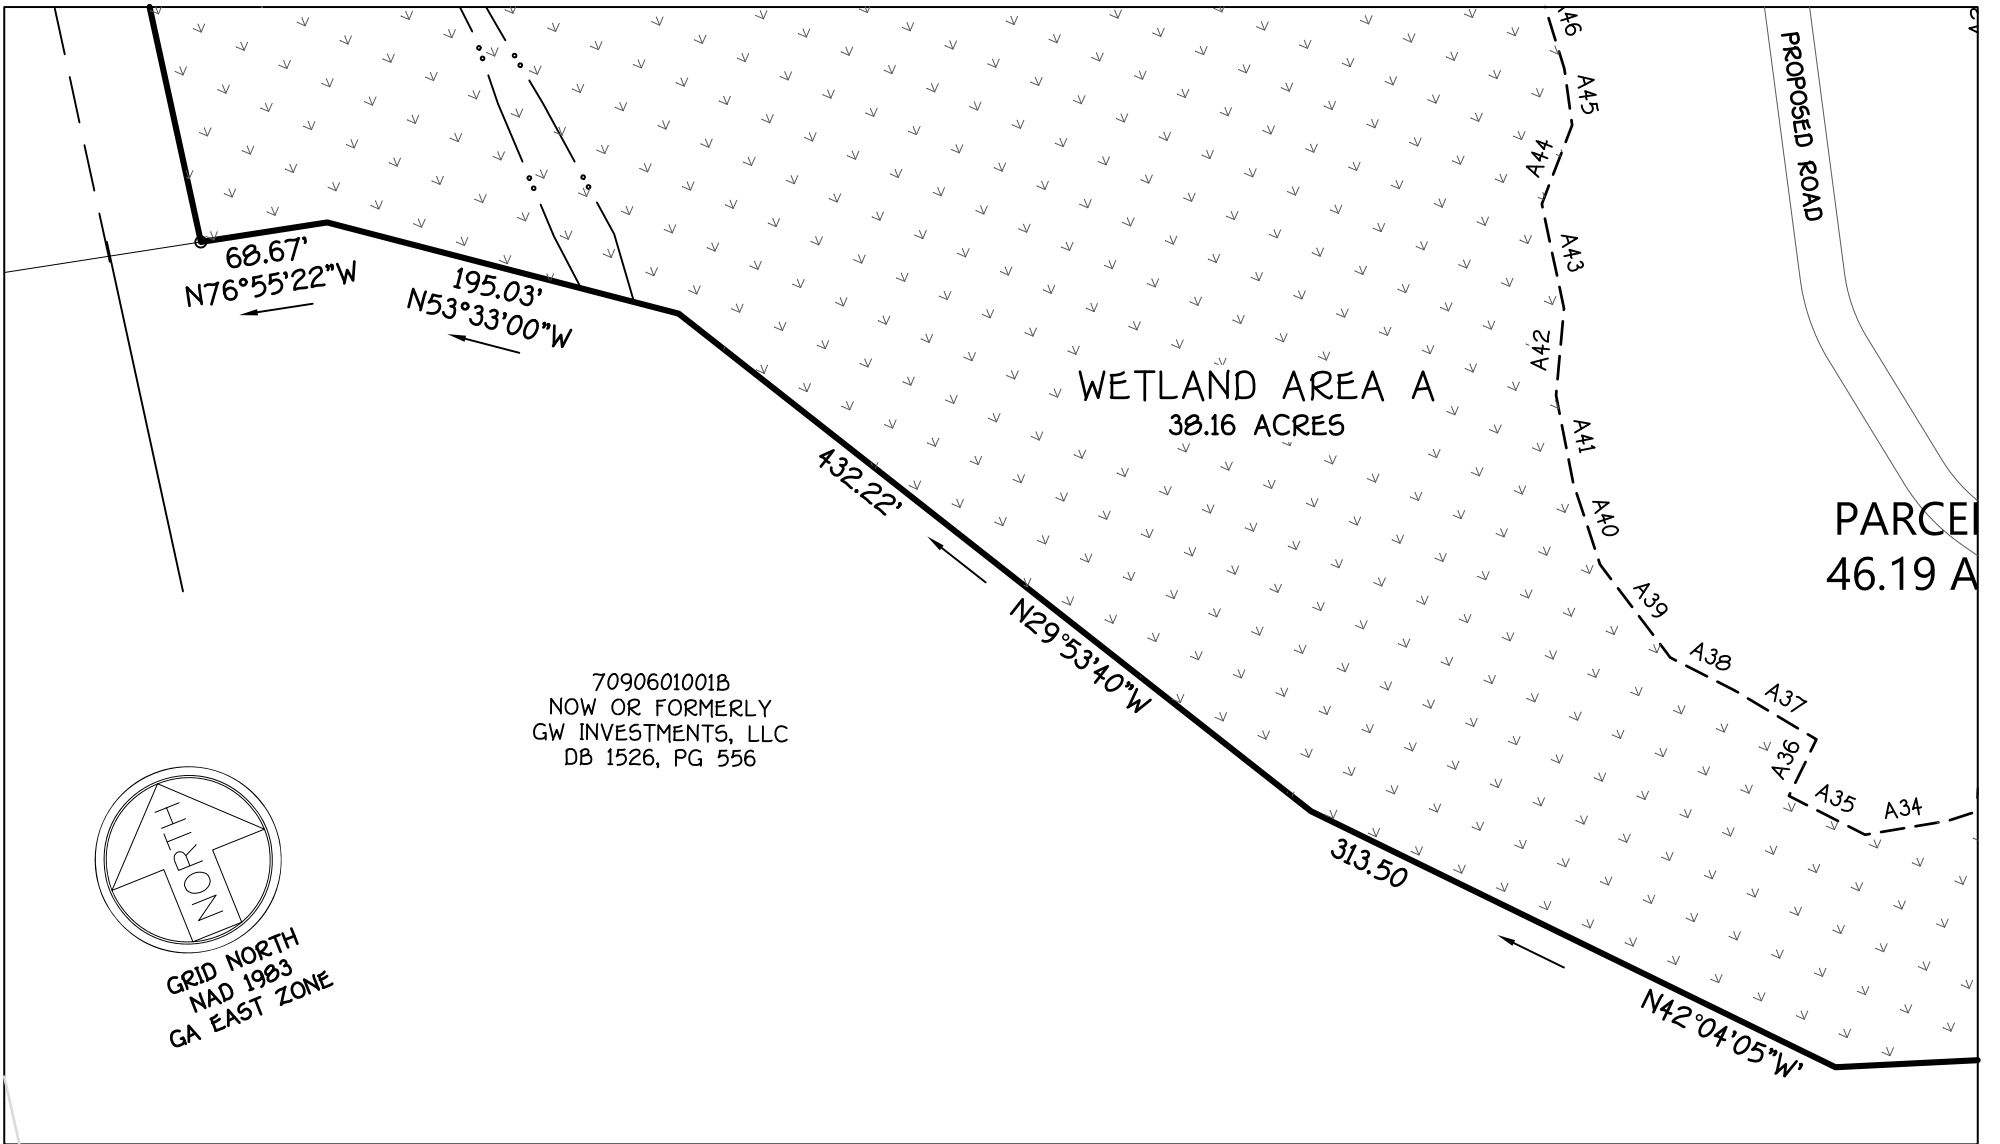 A46
A45
A44
A43
A42
A41
A40
A39
A38
A37
A36
A35
A34
PROPOSED ROAD
68.67'
N76°55'22"W
195.03'
N53°33'00"W
WETLAND AREA A
38.16 ACRES
432.22'
N29°53'40"W
46.19 A
7090601001B
NOW OR FORMERLY
GW INVESTMENTS, LLC
DB 1526, PG 556
313.50
N42°04'05"W'
NORTH
GRID NORTH
NAD 1983
GA EAST ZONE